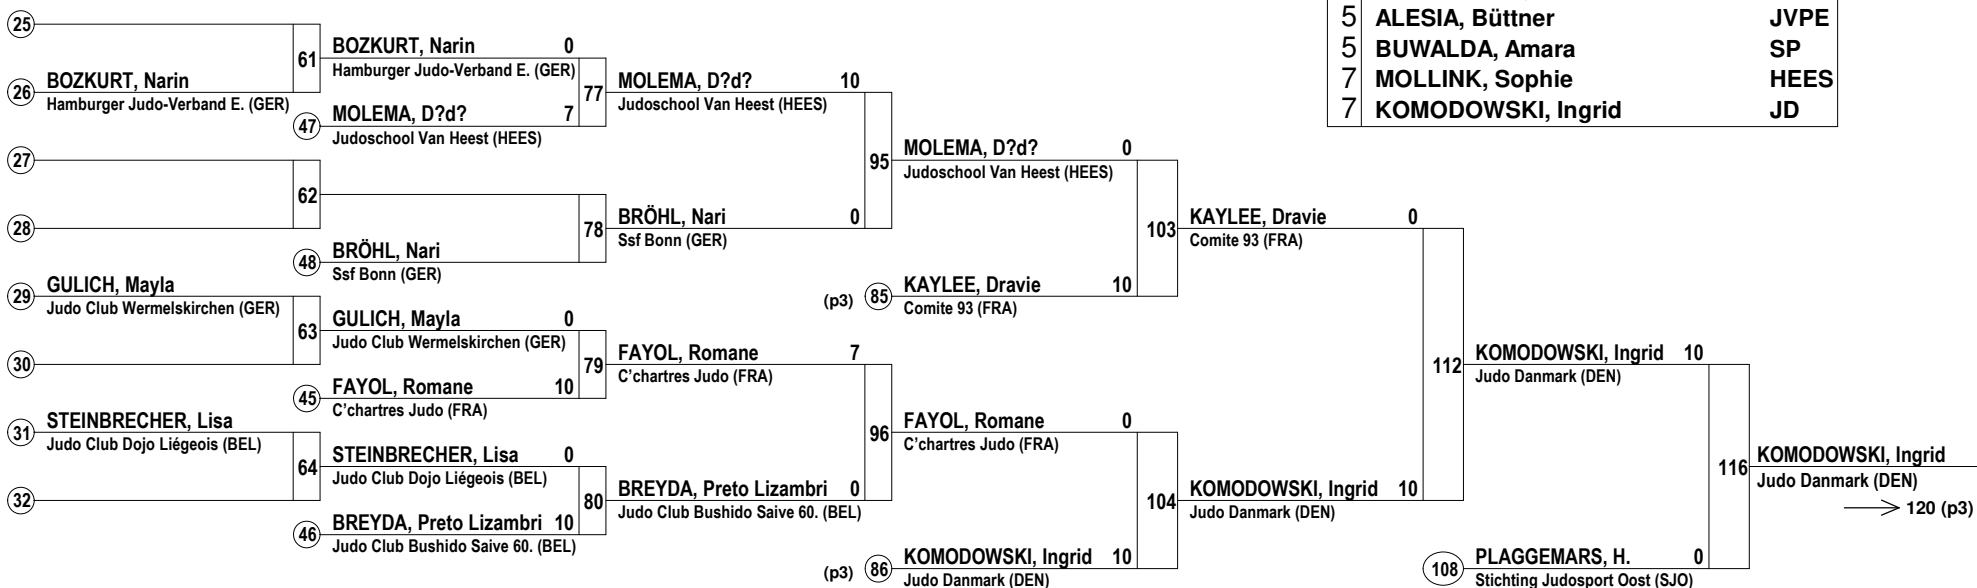 5 ALESIA, Büttner JVPE
5 BUWALDA, Amara SP
7 MOLLINK, Sophie HEES
7 KOMODOWSKI, Ingrid JD
25
61
26 BOZKURT, Narin
Hamburger Judo-Verband E. (GER)
BOZKURT, Narin 0
Hamburger Judo-Verband E. (GER)
77
47 MOLEMA, D?d? 7
Judoschool Van Heest (HEES)
27
62
28
78
48 BRÖHL, Nari
Ssf Bonn (GER)
29 GULICH, Mayla
Judo Club Wermelskirchen (GER)
63
30
GULICH, Mayla 0
Judo Club Wermelskirchen (GER)
79
45 FAYOL, Romane 10
C'chartres Judo (FRA)
31 STEINBRECHER, Lisa
Judo Club Dojo Liégeois (BEL)
64
32
STEINBRECHER, Lisa 0
Judo Club Dojo Liégeois (BEL)
80
46 BREYDA, Preto Lizambri 10
Judo Club Bushido Saive 60. (BEL)
MOLEMA, D?d? 10
Judoschool Van Heest (HEES)
95
BRÖHL, Nari 0
Ssf Bonn (GER)
FAYOL, Romane 7
C'chartres Judo (FRA)
96
BREYDA, Preto Lizambri 0
Judo Club Bushido Saive 60. (BEL)
MOLEMA, D?d? 0
Judoschool Van Heest (HEES)
103
(p3) 85 KAYLEE, Dravie 10
Comite 93 (FRA)
FAYOL, Romane 0
C'chartres Judo (FRA)
104
(p3) 86 KOMODOWSKI, Ingrid 10
Judo Danmark (DEN)
KAYLEE, Dravie 0
Comite 93 (FRA)
112
KOMODOWSKI, Ingrid 10
Judo Danmark (DEN)
KOMODOWSKI, Ingrid 10
Judo Danmark (DEN)
116
108 PLAGGEMARS, H. 0
Stichting Judosport Oost (SJO)
KOMODOWSKI, Ingrid
Judo Danmark (DEN)
120 (p3)